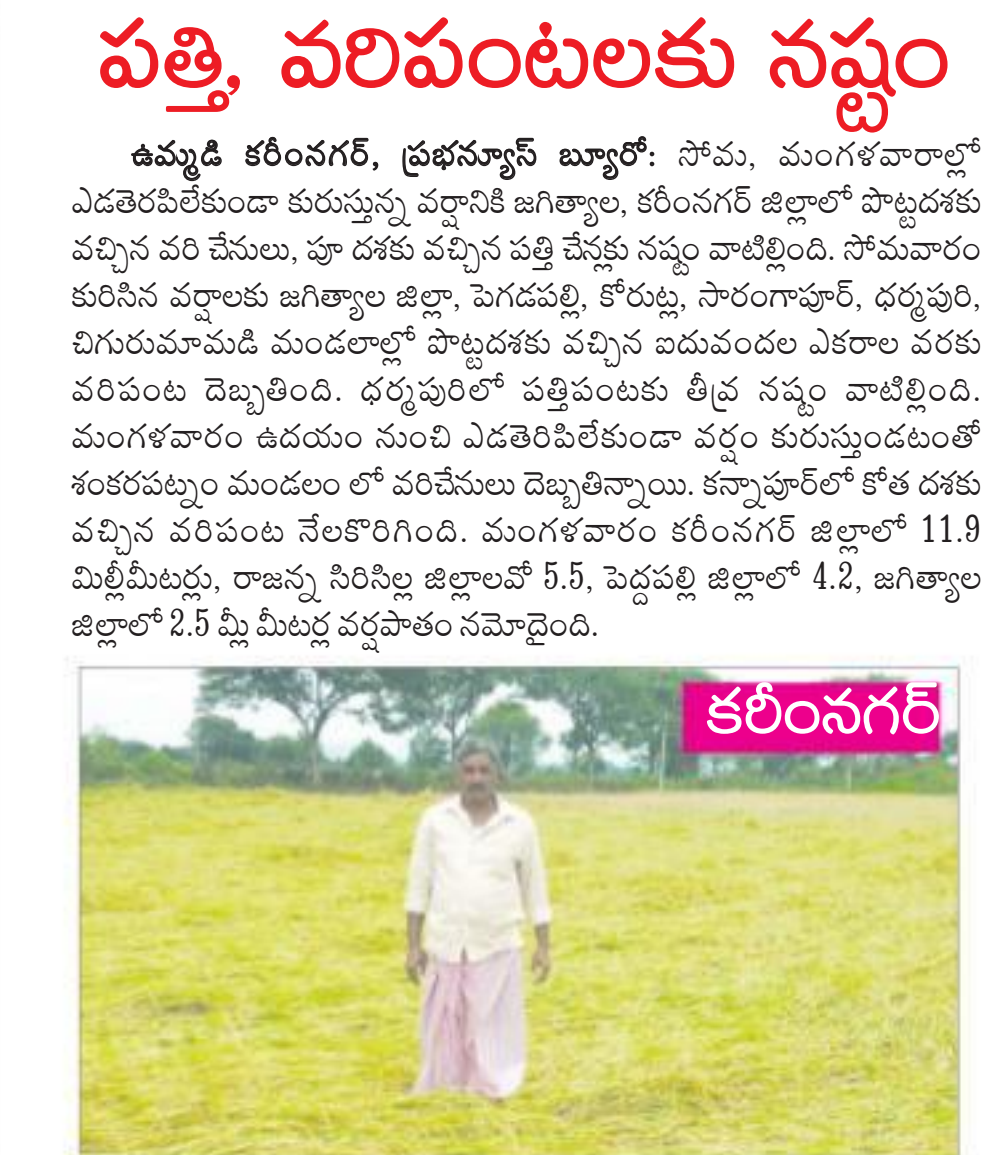 పత్తి, వరిపంటలకు నష్టం
ఉమ్మడి కరీంనగర్, ప్రభన్యూస్ బ్యూరో: సోమ, మంగళవారాల్లో
ఎడతెరపిలేకుండా కురుస్తున్న వర్షానికి జగిత్యాల, కరీంనగర్ జిల్లాలో పొట్టదశకు
వచ్చిన వరి చేనులు, పూ దశకు వచ్చిన పత్తి చేన్లకు నష్టం వాటిల్లింది. సోమవారం
కురిసిన వర్షాలకు జగిత్యాల జిల్లా, పెగడపల్లి, కోరుట్ల, సారంగాపూర్, ధర్మపురి,
చిగురుమామడి మండలాల్లో పొట్టదశకు వచ్చిన ఐదువందల ఎకరాల వరకు
వరిపంట దెబ్బతింది. ధర్మపురిలో పత్తిపంటకు తీవ్ర నష్టం వాటిల్లింది.
మంగళవారం ఉదయం నుంచి ఎడతెరిపిలేకుండా వర్షం కురుస్తుండటంతో
శంకరపట్నం మండలం లో వరిచేనులు దెబ్బతిన్నాయి. కన్నాపూర్‌లో కోత దశకు
వచ్చిన వరిపంట నేలకొరిగింది. మంగళవారం కరీంనగర్ జిల్లాలో 11.9
మిల్లీమీటర్లు, రాజన్న సిరిసిల్ల జిల్లాలవో 5.5, పెద్దపల్లి జిల్లాలో 4.2, జగిత్యాల
జిల్లాలో 2.5 మ్లీ మీటర్ల వర్షపాతం నమోదైంది.
కరీంనగర్